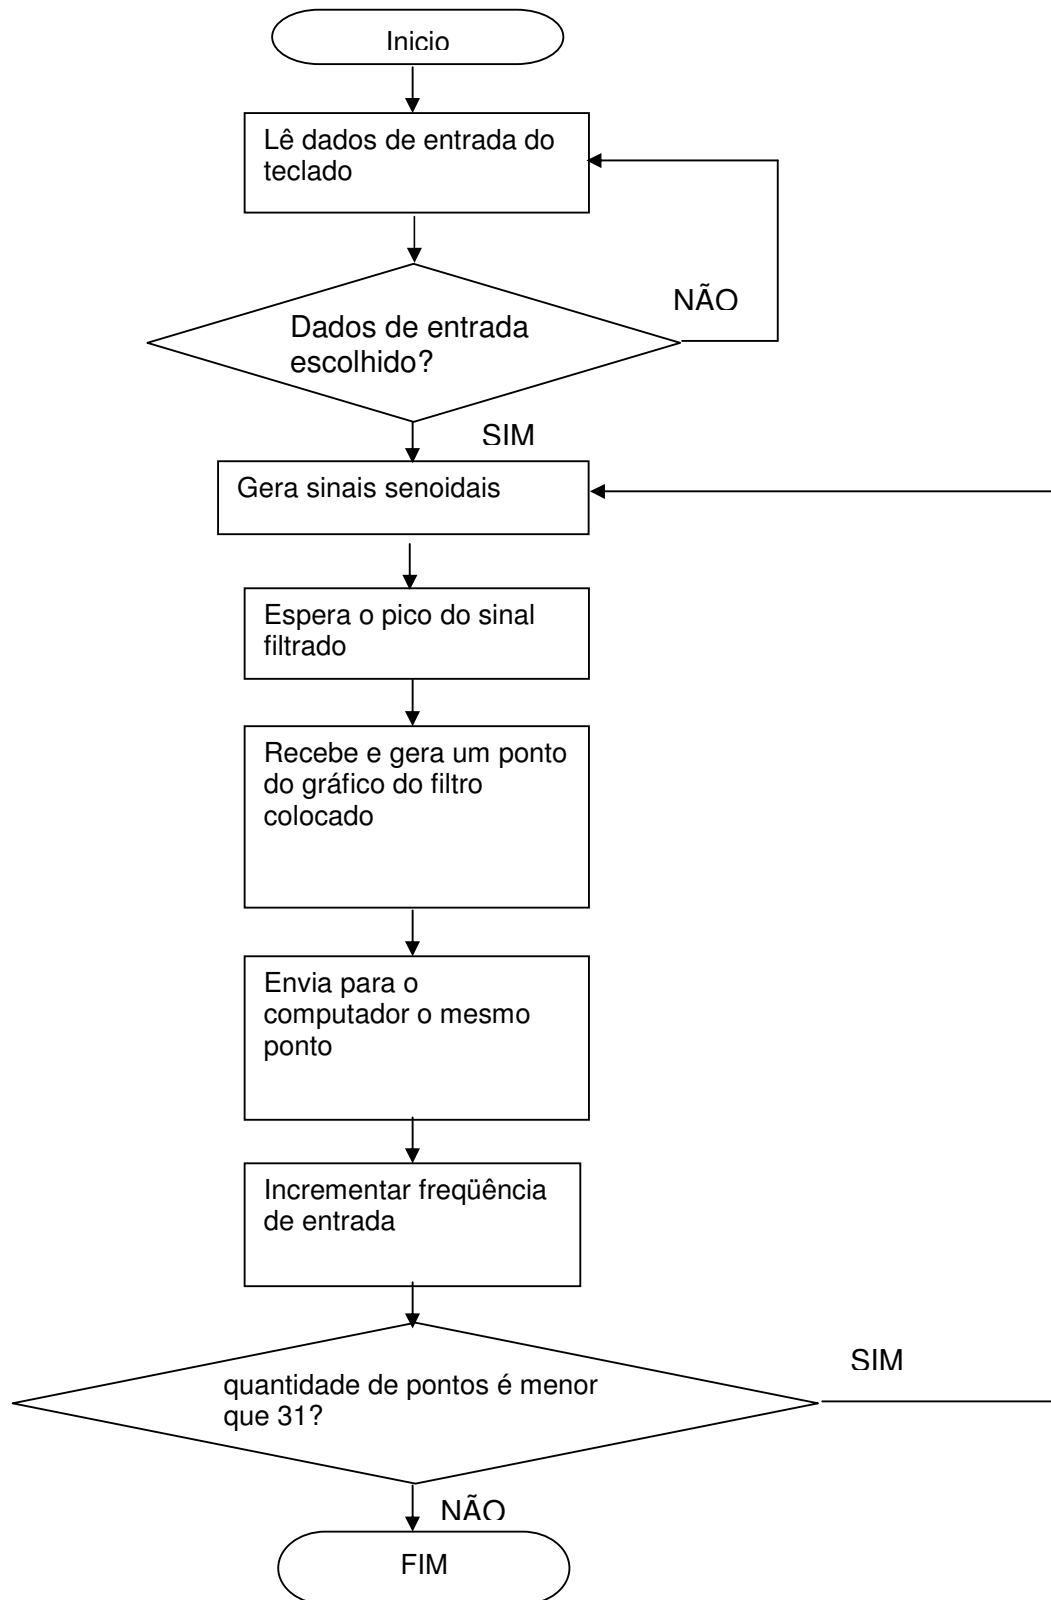 Inicio
Lê dados de entrada do
teclado
NÃO
Dados de entrada
escolhido?
SIM
Gera sinais senoidais
Espera o pico do sinal
filtrado
Recebe e gera um ponto
do gráfico do filtro
colocado
Envia para o
computador o mesmo
ponto
Incrementar freqüência
de entrada
SIM
quantidade de pontos é menor
que 31?
NÃO
FIM